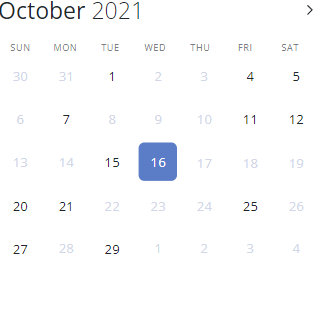 October 2021
SUN MON TUE WED THU FRI SAT
30 31 1 2 3 4 5
6 7 8 9 10 11 12
13 14 15 16 17 18 19
20 21 22 23 24 25 26
27 28 29 1 2 3 4